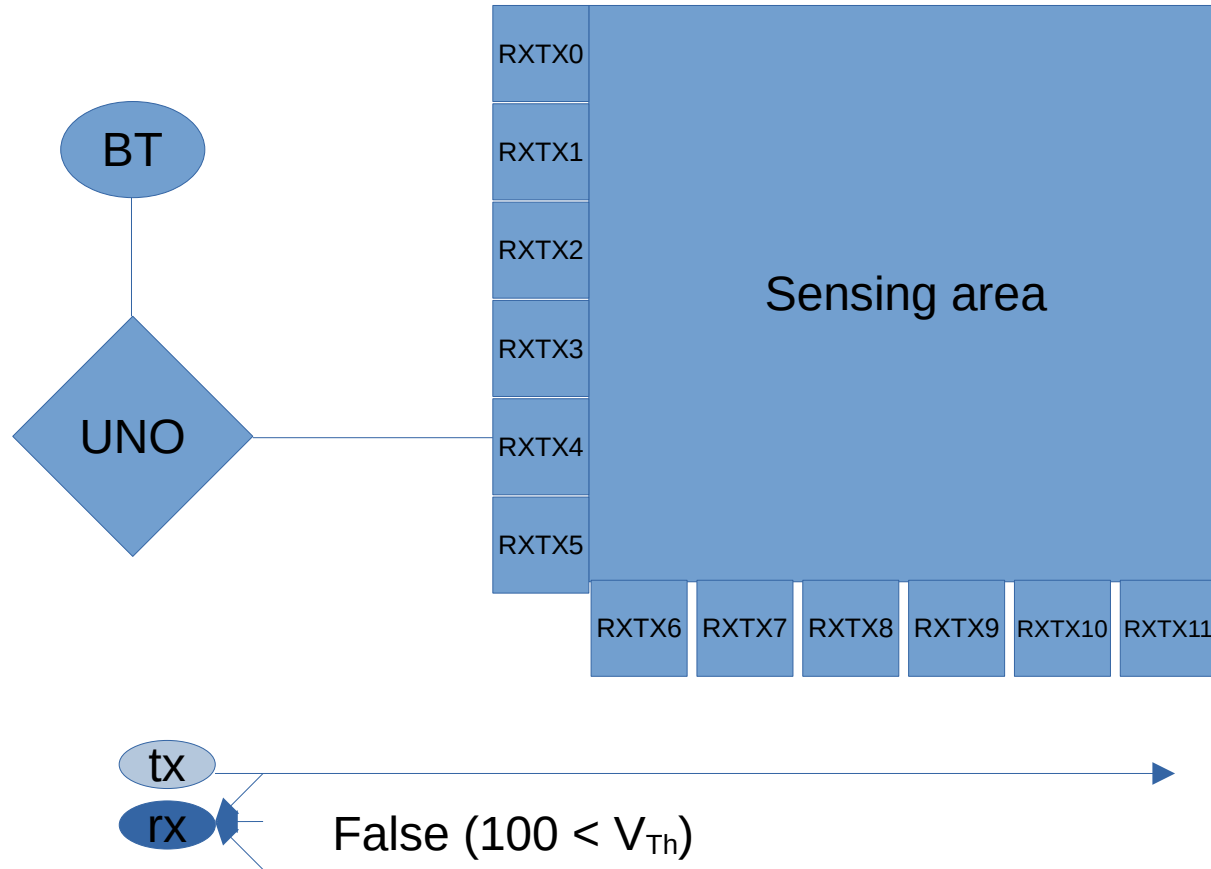 RXTX0
BT
RXTX1
RXTX2
Sensing area
RXTX3
UNO
RXTX4
RXTX5
RXTX6 RXTX7 RXTX8 RXTX9 RXTX10 RXTX11
tx
rx
False (100 < V_Th)